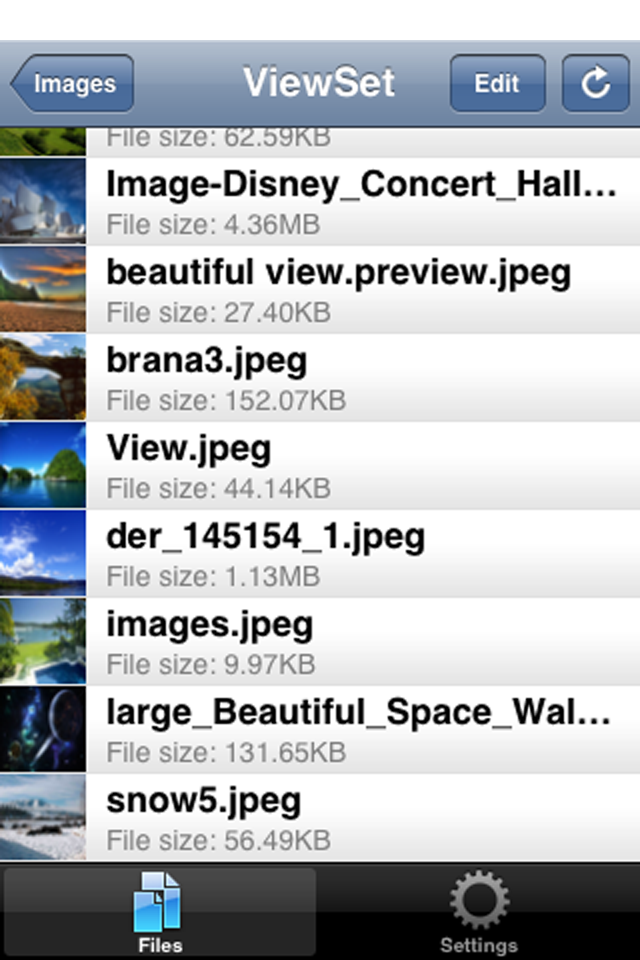 Images
ViewSet
Edit
File size: 62.59KB
Image-Disney_Concert_Hall...
File size: 4.36MB
beautiful view.preview.jpeg
File size: 27.40KB
brana3.jpeg
File size: 152.07KB
View.jpeg
File size: 44.14KB
der_145154_1.jpeg
File size: 1.13MB
images.jpeg
File size: 9.97KB
large_Beautiful_Space_Wal...
File size: 131.65KB
snow5.jpeg
File size: 56.49KB
Files
Settings